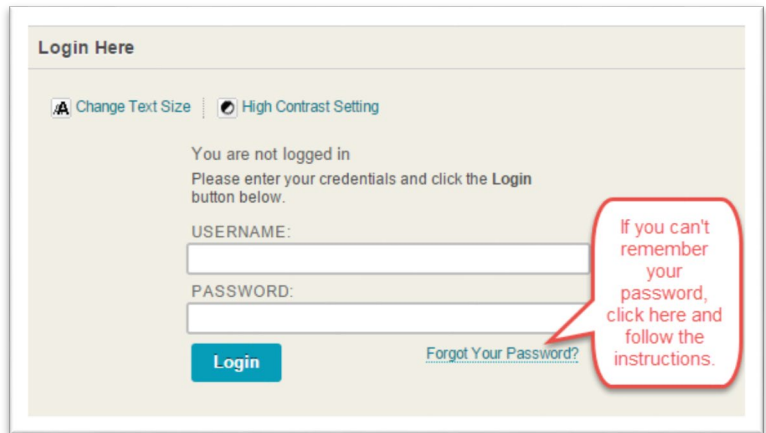 Login Here
Change Text Size
High Contrast Setting
You are not logged in
Please enter your credentials and click the Login
button below.
USERNAME:
PASSWORD:
Login
Forgot Your Password?
If you can't
remember
your
password,
click here and
follow the
instructions.